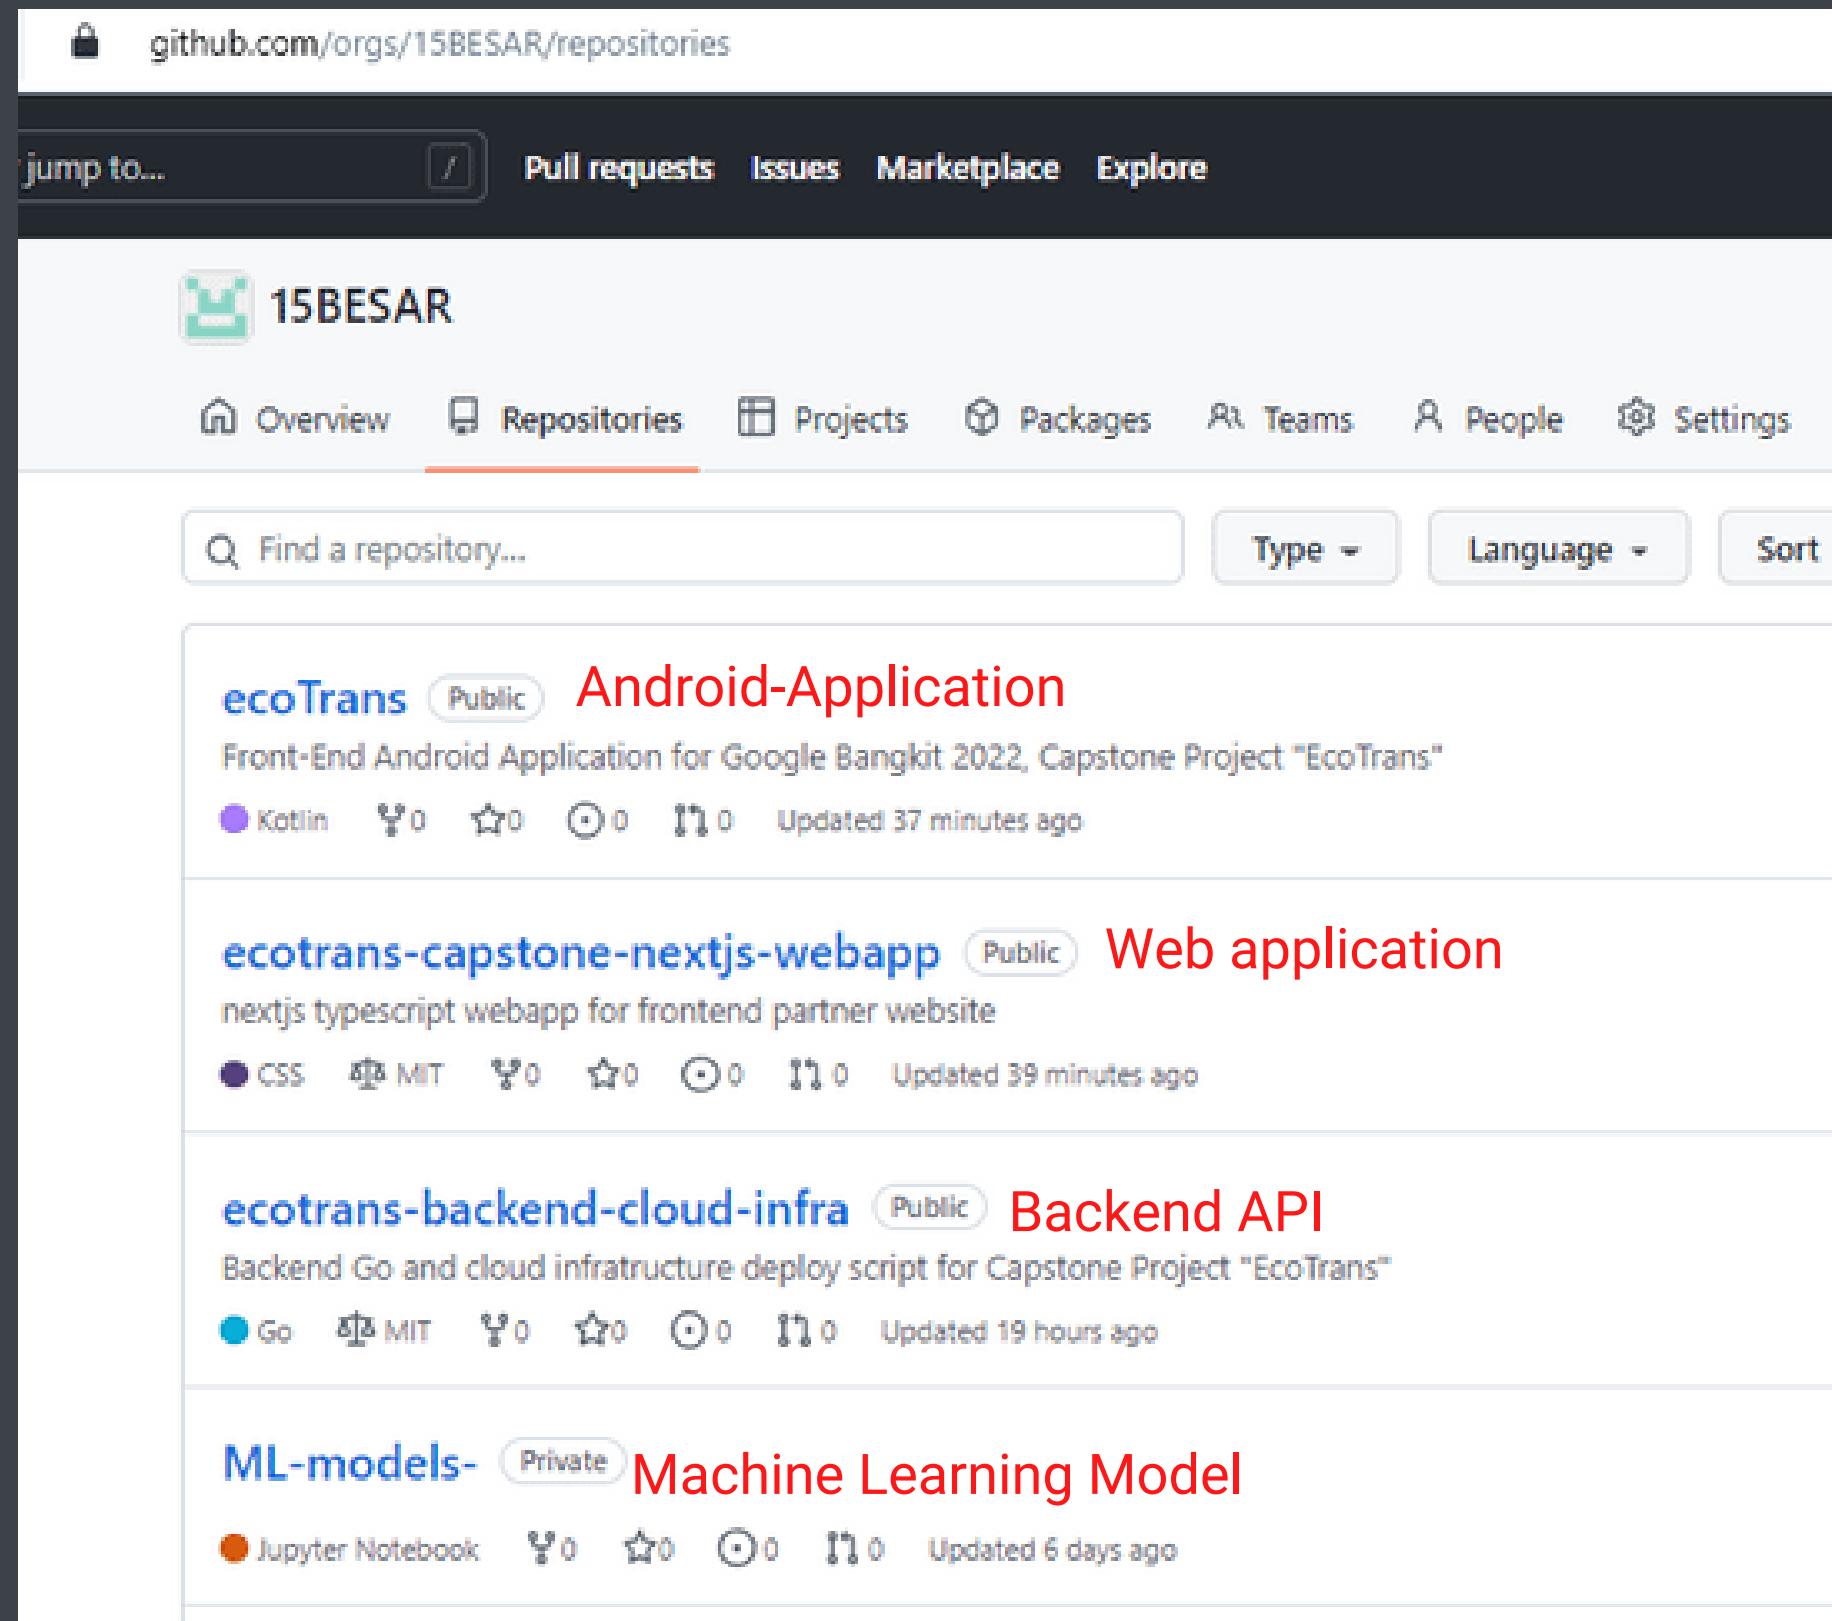 github.com/orgs/15BESAR/repositories
jump to... / Pull requests Issues Marketplace Explore
15BESAR
Overview Repositories Projects Packages Teams People Settings
Find a repository... Type Language Sort
ecoTrans Public Android-Application
Front-End Android Application for Google Bangkit 2022, Capstone Project "EcoTrans"
Kotlin 0 0 0 0 Updated 37 minutes ago
ecotrans-capstone-nextjs-webapp Public Web application
nextjs typescript webapp for frontend partner website
CSS MIT 0 0 0 0 Updated 39 minutes ago
ecotrans-backend-cloud-infra Public Backend API
Backend Go and cloud infratructure deploy script for Capstone Project "EcoTrans"
Go MIT 0 0 0 0 Updated 19 hours ago
ML-models- Private Machine Learning Model
Jupyter Notebook 0 0 0 0 Updated 6 days ago